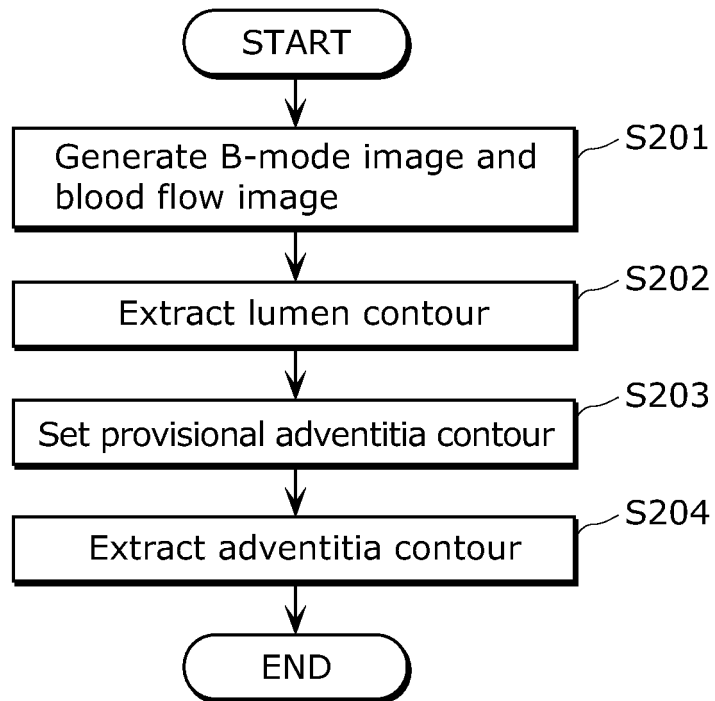 START
Generate B-mode image and
blood flow image
S201
Extract lumen contour
S202
Set provisional adventitia contour
S203
Extract adventitia contour
S204
END